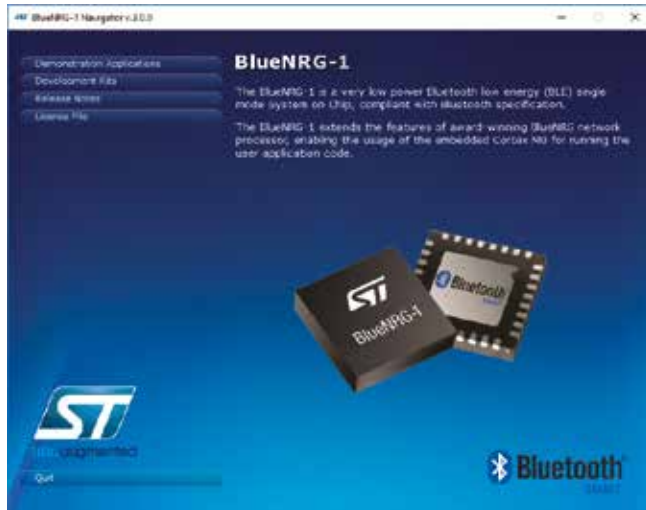 BlueNRG-1 Navigator v.2.0.0
Demonstration Applications
Development Kits
Release Notes
License File
BlueNRG-1
The BlueNRG-1 is a very low power Bluetooth low energy (BLE) single
mode system on Chip, compliant with Bluetooth specification.
The BlueNRG-1 extends the features of award-winning BlueNRG network
processor, enabling the usage of the embedded Cortex M0 for running the
user application code.
ST
BlueNRG-1
Bluetooth
ST
augmented
Quit
Bluetooth
SMART